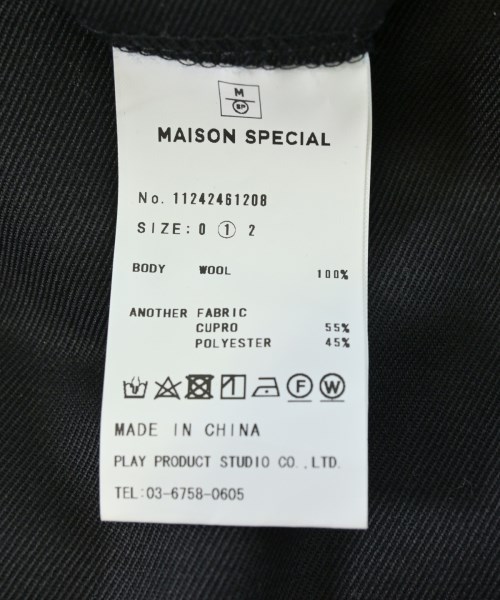 M
SP
MAISON SPECIAL
No. 11242461208
SIZE: 0 1 2
BODY WOOL 100%
ANOTHER FABRIC
CUPRO 55%
POLYESTER 45%
F W
MADE IN CHINA
PLAY PRODUCT STUDIO CO.,LTD.
TEL:03-6758-0605